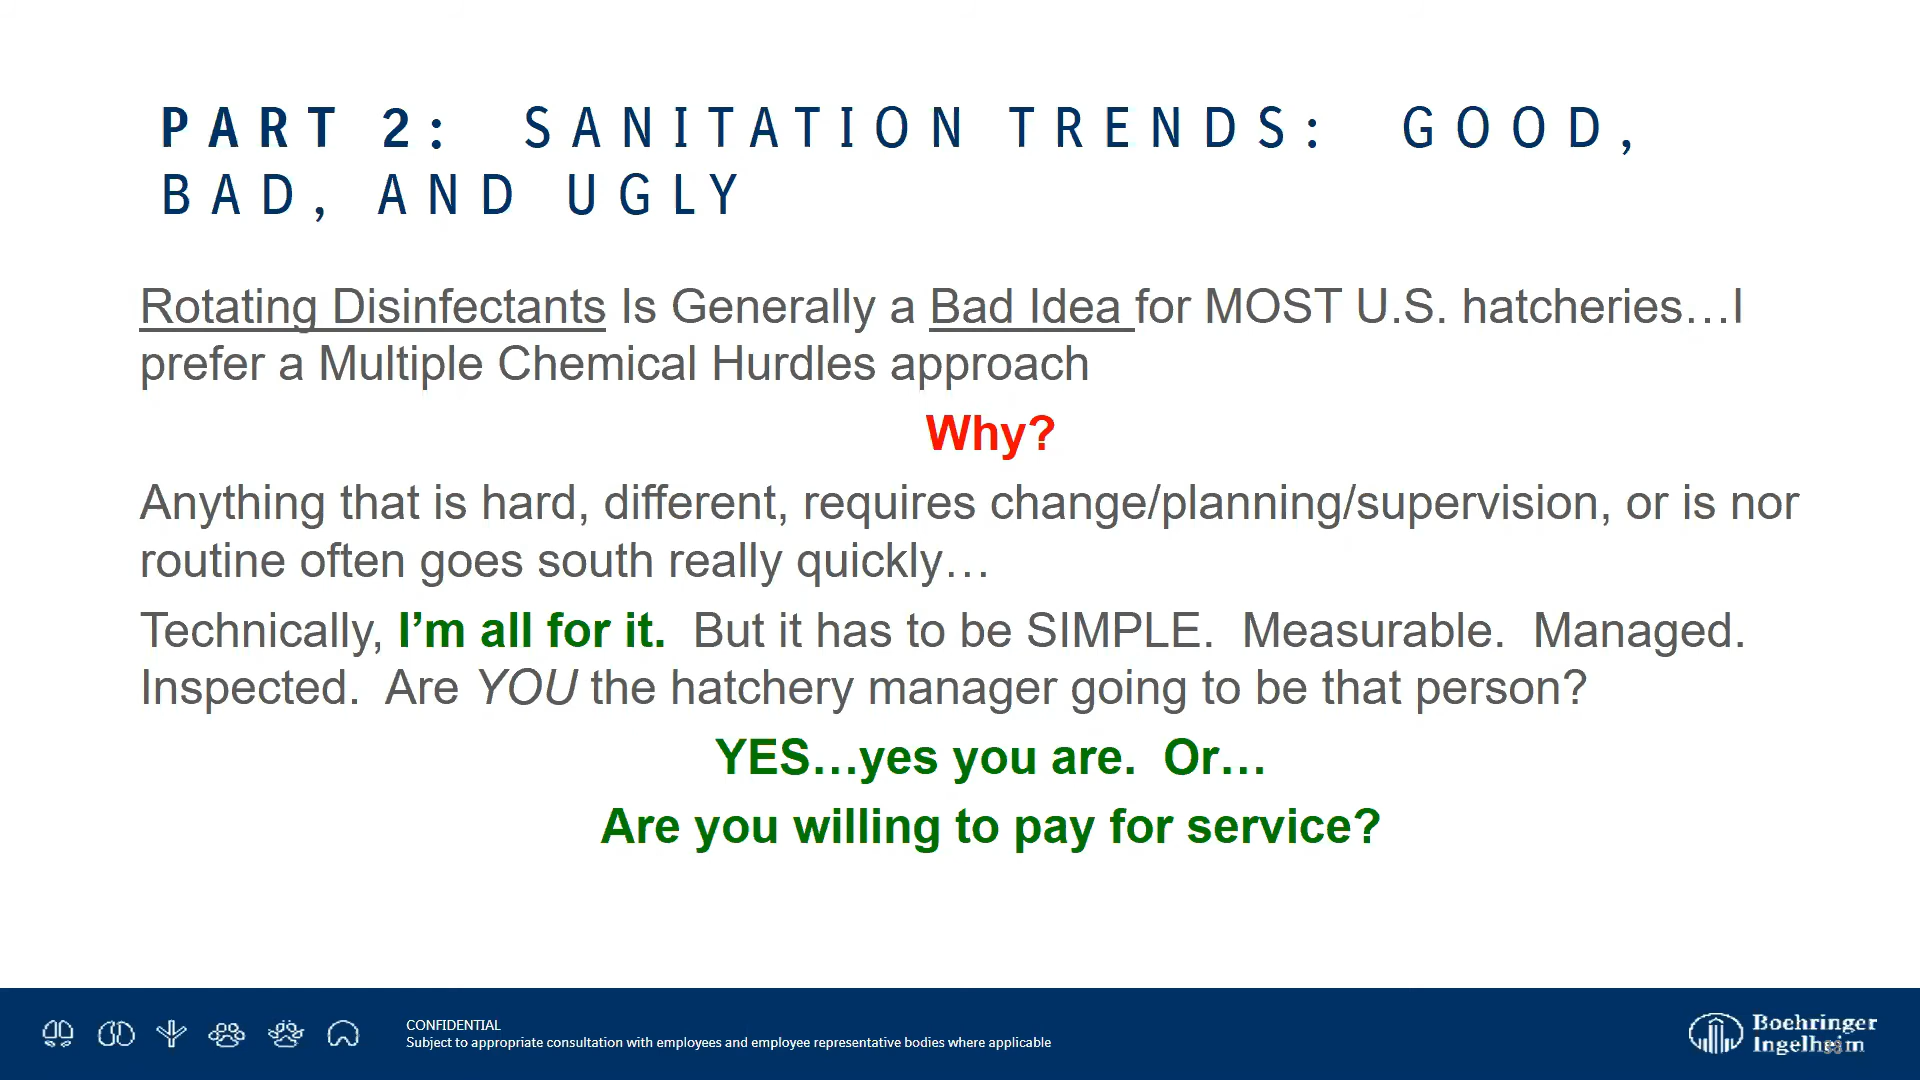 PART 2: SANITATION TRENDS: GOOD,
BAD, AND UGLY
Rotating Disinfectants Is Generally a Bad Idea for MOST U.S. hatcheries…I
prefer a Multiple Chemical Hurdles approach
Why?
Anything that is hard, different, requires change/planning/supervision, or is nor
routine often goes south really quickly…
Technically, I’m all for it. But it has to be SIMPLE. Measurable. Managed.
Inspected. Are YOU the hatchery manager going to be that person?
YES…yes you are. Or…
Are you willing to pay for service?
CONFIDENTIAL
Subject to appropriate consultation with employees and employee representative bodies where applicable
Boehringer
Ingelheim